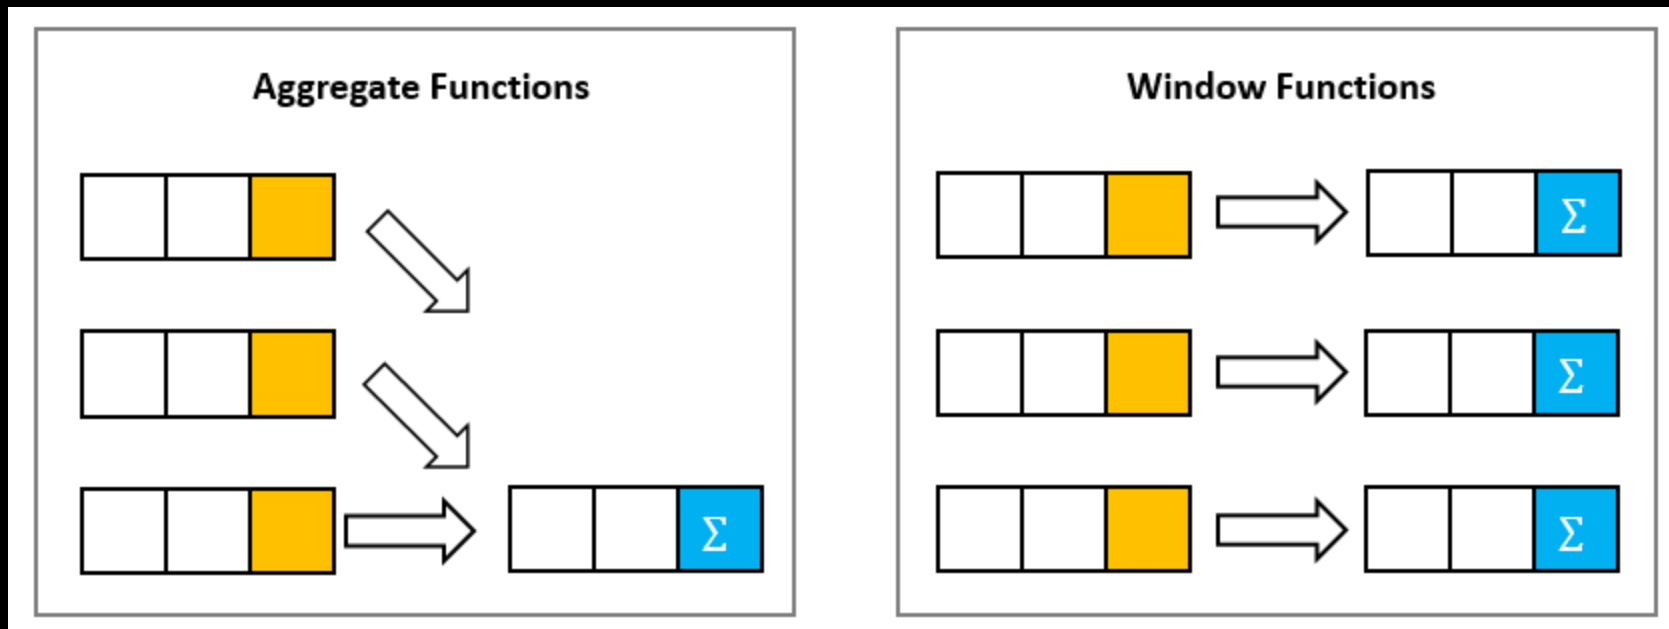 Aggregate Functions
Σ
Window Functions
Σ
Σ
Σ